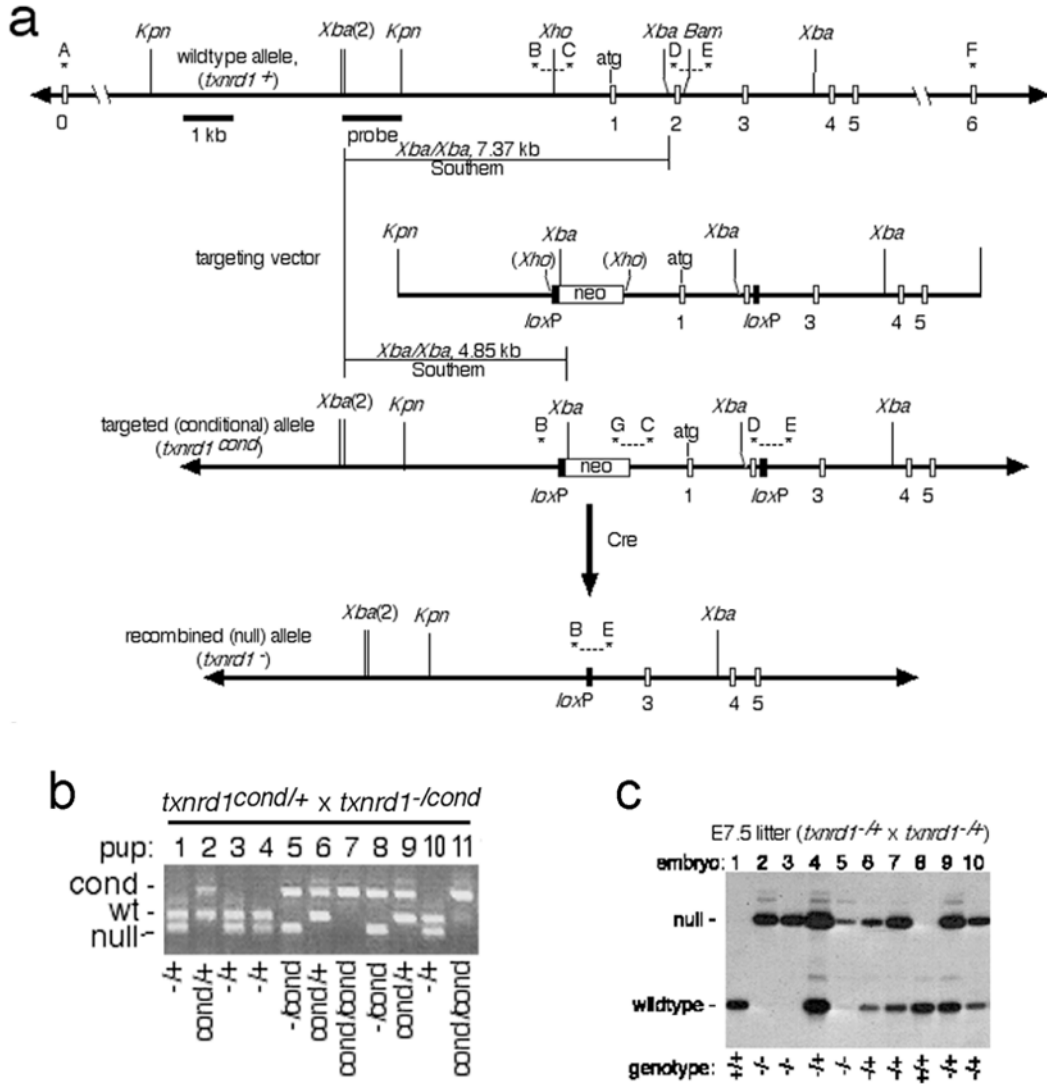 a
Kpn Xba(2) Kpn Xho Xba Bam Xba
A B C D E F
* * * * * *
wildtype allele, (txnrd1 +)
atg
0 1 2 3 4 5 6
1 kb probe
Xba/Xba, 7.37 kb
Southern
Kpn Xba Xba Xba
(Xho) (Xho) atg
targeting vector
neo
loxP 1 loxP 3 4 5
Xba/Xba, 4.85 kb
Southern
Xba(2) Kpn Xba Xba Xba
B G C D E
* * * * *
targeted (conditional) allele
(txnrd1 cond)
atg
neo
loxP 1 loxP 3 4 5
Cre
Xba(2) Kpn Xba
B E
* *
recombined (null) allele
(txnrd1 -)
loxP 3 4 5
b
txnrd1cond/+ x txnrd1-/cond
pup: 1 2 3 4 5 6 7 8 9 10 11
cond -
wt -
null -
-/+ cond/+ -/+ -/+ -/cond cond/+ cond/cond -/cond cond/+ -/+ cond/cond
c
E7.5 litter (txnrd1-/+ x txnrd1-/+)
embryo: 1 2 3 4 5 6 7 8 9 10
null -
wildtype -
genotype: +/+ -/- -/- -/+ -/- -/+ -/+ +/+ -/+ -/+